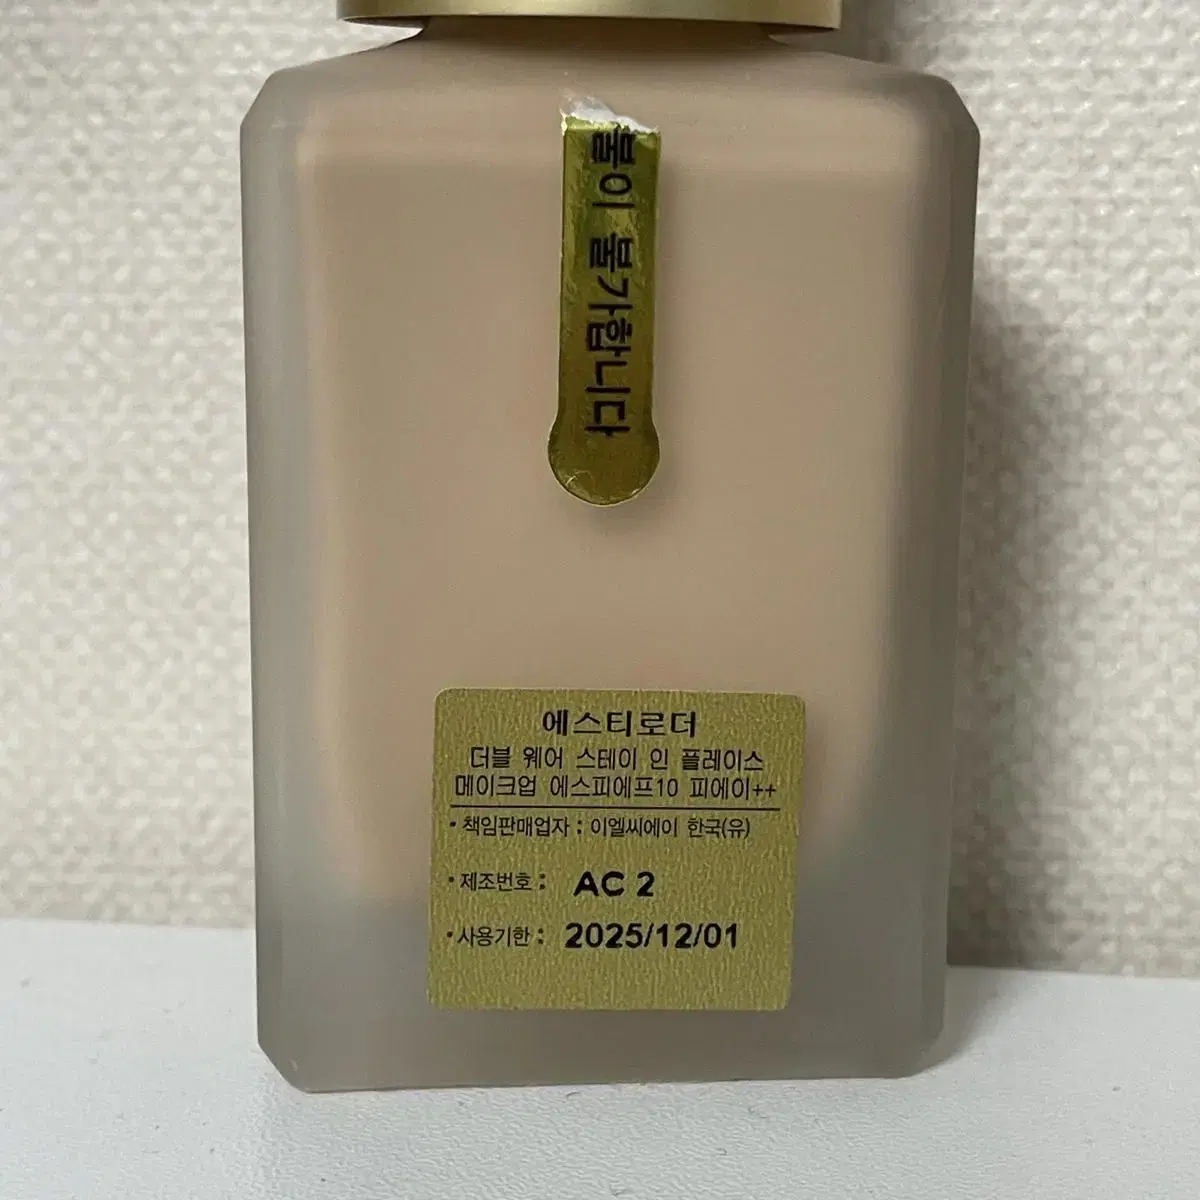 불이 불가합니다
에스티로더
더블 웨어 스테이 인 플레이스
메이크업 에스피에프10 피에이++
• 책임판매업자 : 이엘씨에이 한국(유)
• 제조번호 : AC 2
• 사용기한 : 2025/12/01